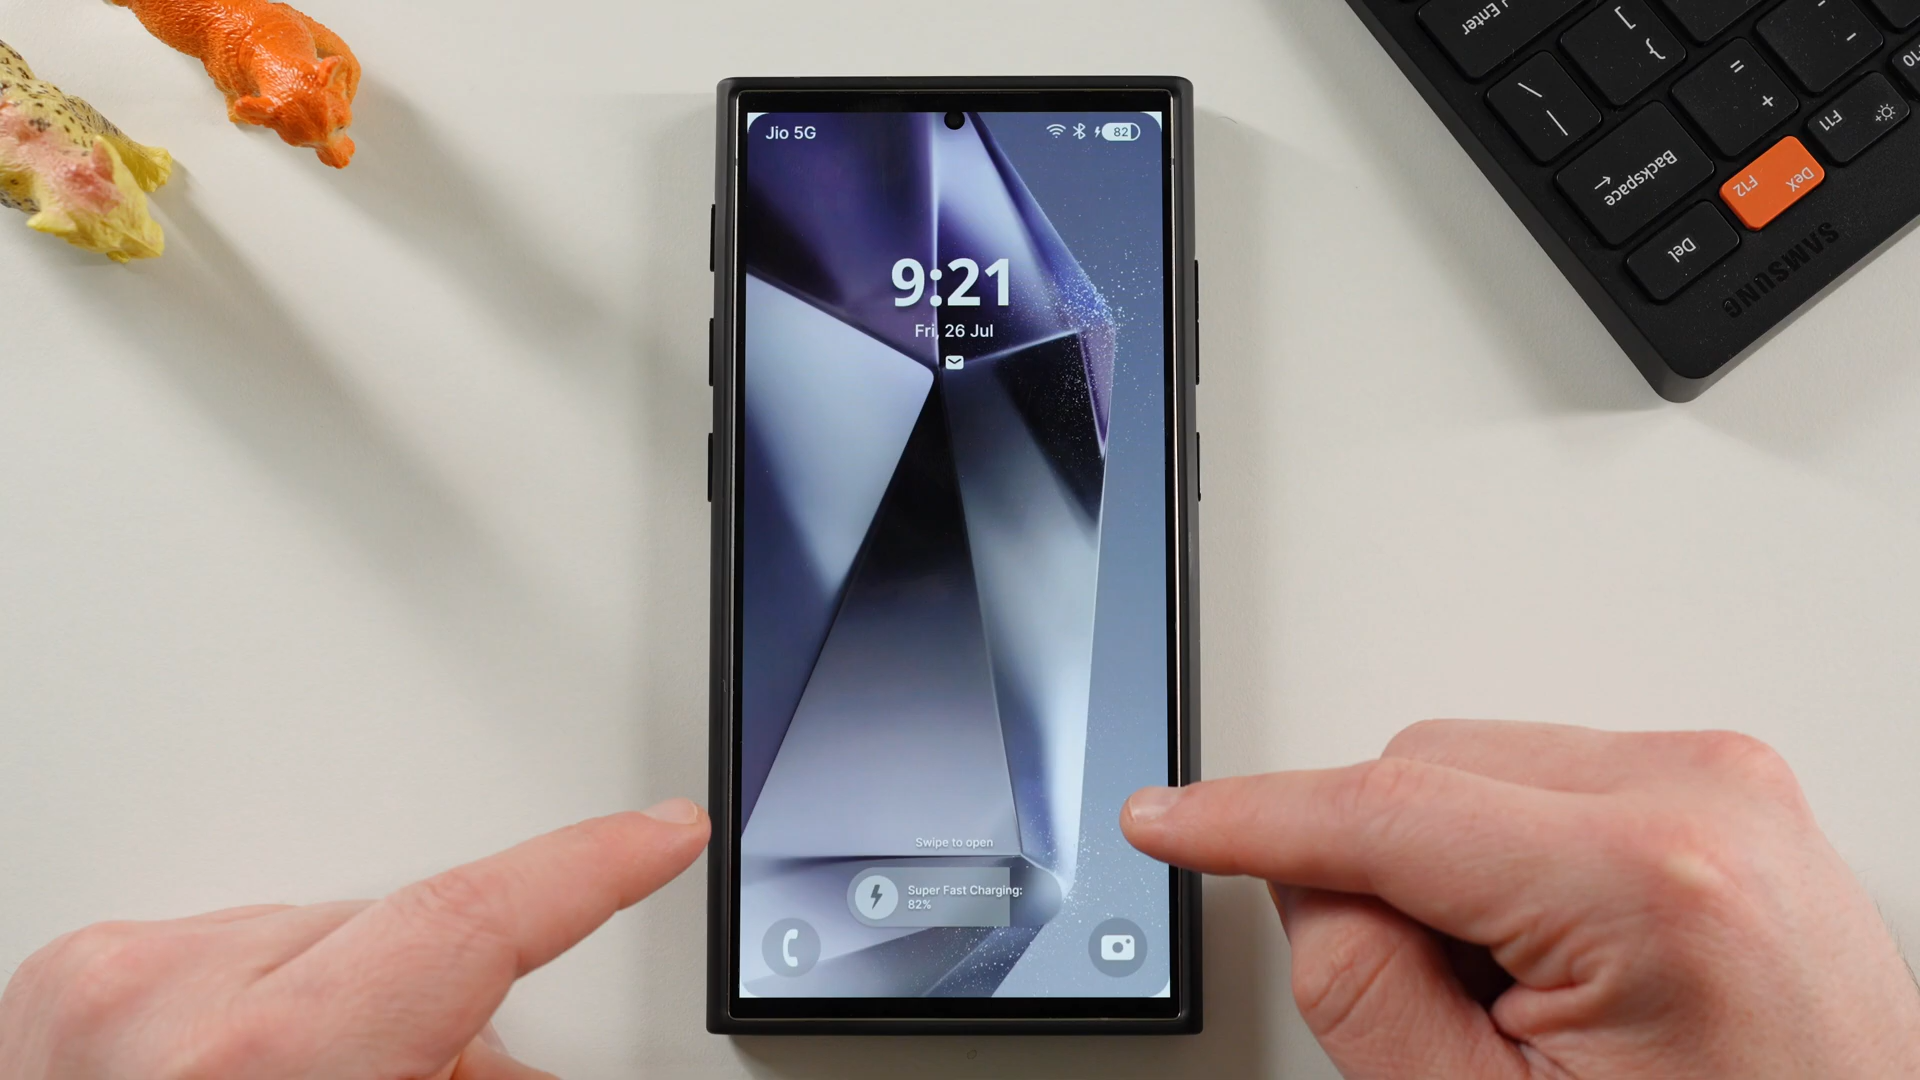 Jio 5G
82
9:21
Fri, 26 Jul
Swipe to open
Super Fast Charging:
82%
Enter
]
}
\
|
=
+
-
F10
F11
Backspace
F12
DeX
Del
SAMSUNG